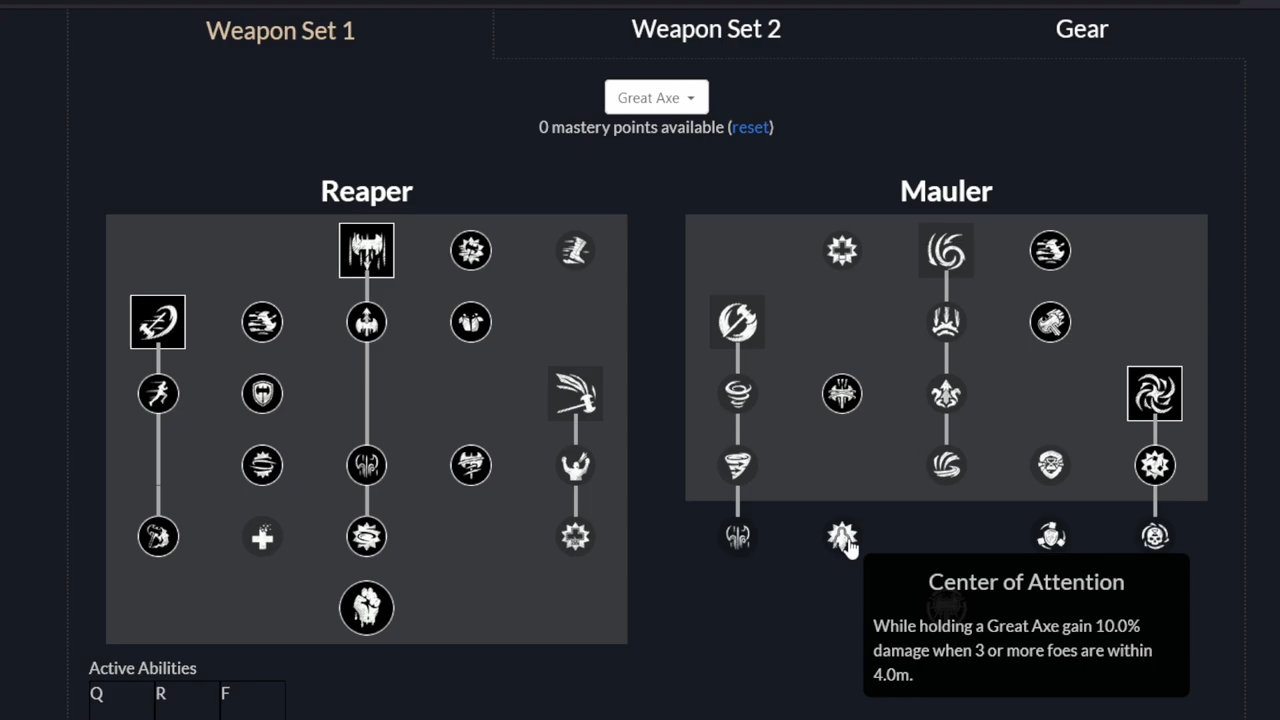 Weapon Set 1
Weapon Set 2
Gear
Great Axe
0 mastery points available (reset)
Reaper
Mauler
Center of Attention
While holding a Great Axe gain 10.0%
damage when 3 or more foes are within
4.0m.
Active Abilities
Q
R
F